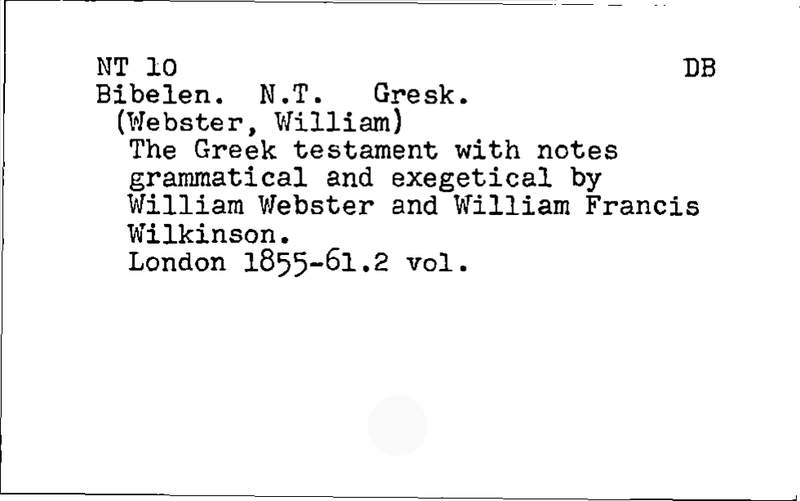 NT 10 DB
Bibelen. N.T. Gresk.
(Webster, William)
The Greek testament with notes
grammatical and exegetical by
William Webster and William Francis
Wilkinson.
London 1855-61.2 vol.